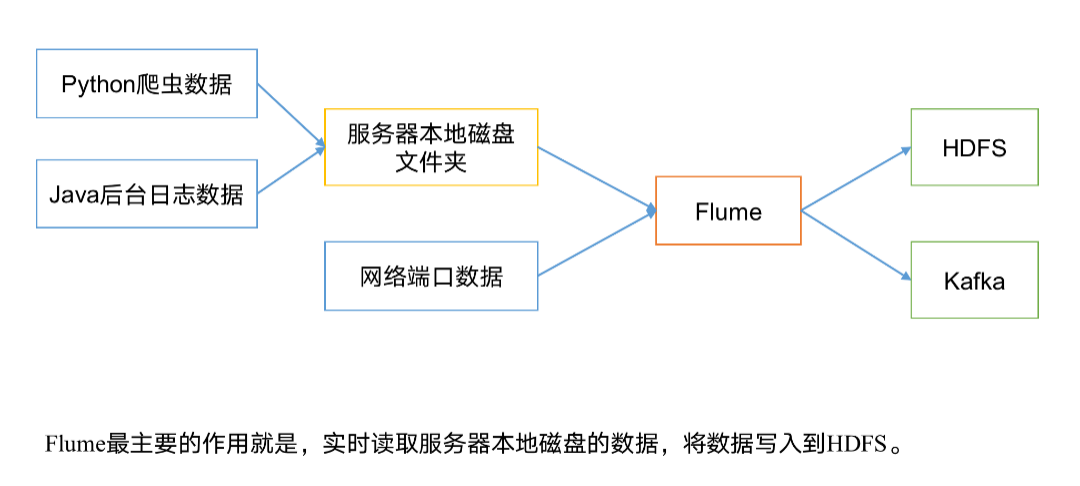 Python爬虫数据
Java后台日志数据
服务器本地磁盘
文件夹
网络端口数据
Flume
HDFS
Kafka
Flume最主要的作用就是，实时读取服务器本地磁盘的数据，将数据写入到HDFS。